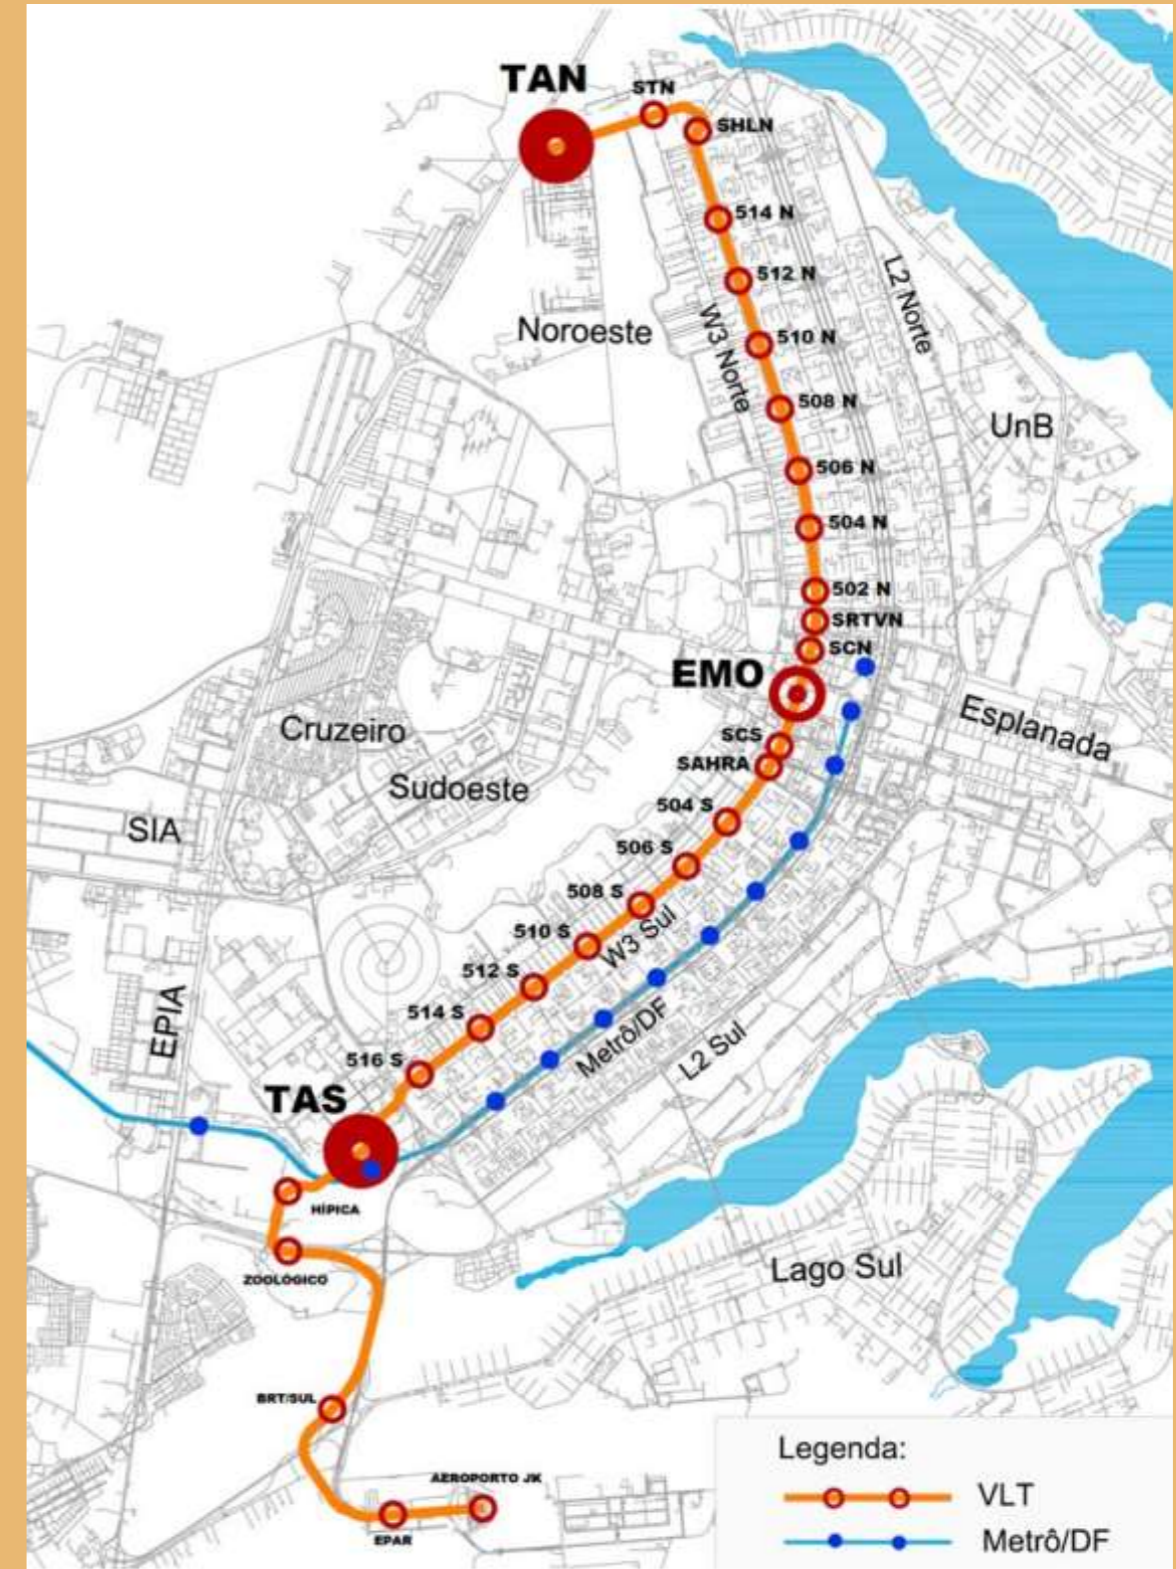 TAN
STN
SHLN
514 N
512 N
L2 Norte
W3 Norte
Noroeste
510 N
508 N
UnB
506 N
504 N
502 N
SRTVN
SCN
EMO
Esplanada
Cruzeiro
SCS
SAHRA
Sudoeste
504 S
SIA
506 S
508 S
W3 Sul
510 S
512 S
514 S
EPIA
Metrô/DF
L2 Sul
516 S
TAS
HÍPICA
Lago Sul
ZOOLÓGICO
BRT/SUL
Legenda:
AEROPORTO JK
VLT
EPAR
Metrô/DF